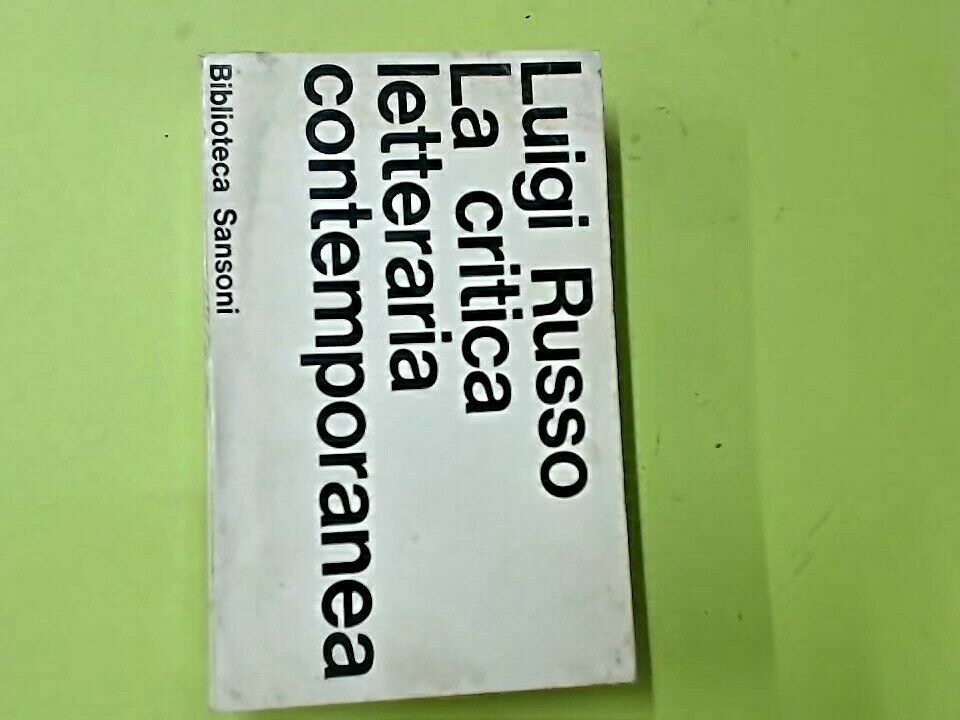 Luigi Russo
La critica
letteraria
contemporanea
Biblioteca Sansoni